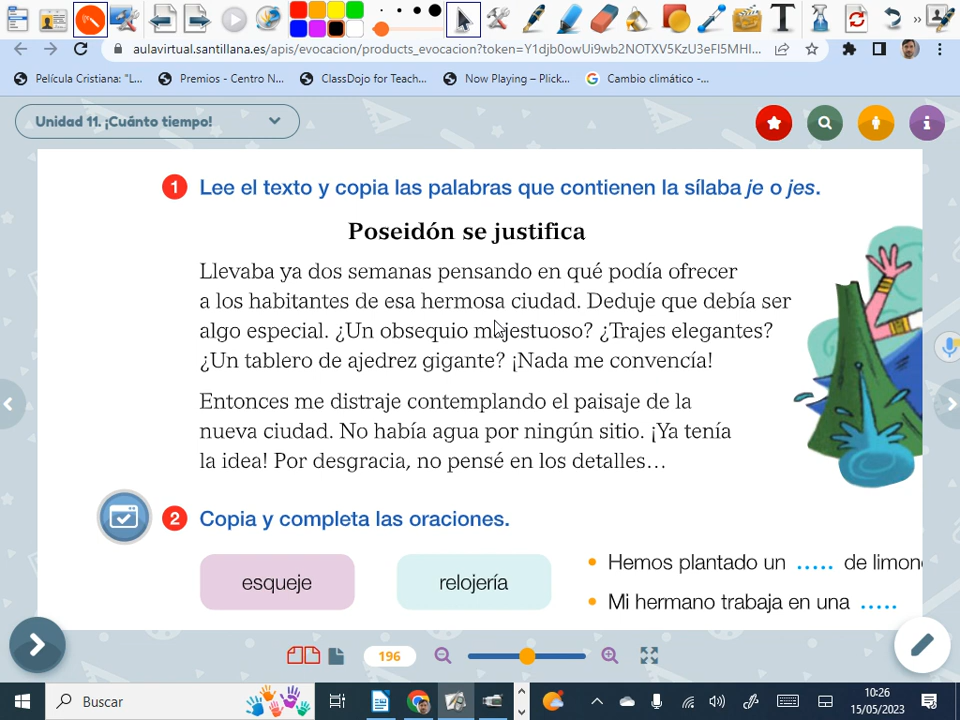 aulavirtual.santillana.es/apis/evocacion/products_evocacion?token=Y1djb0owUi9wb2NOTXV5KzU3eFI5MHI...
Película Cristiana: "L...
Premios - Centro N...
ClassDojo for Teach...
Now Playing – Plick...
Cambio climático -...
Unidad 11. ¡Cuánto tiempo!
1 Lee el texto y copia las palabras que contienen la sílaba je o jes.
Poseidón se justifica
Llevaba ya dos semanas pensando en qué podía ofrecer
a los habitantes de esa hermosa ciudad. Deduje que debía ser
algo especial. ¿Un obsequio majestuoso? ¿Trajes elegantes?
¿Un tablero de ajedrez gigante? ¡Nada me convencía!
Entonces me distraje contemplando el paisaje de la
nueva ciudad. No había agua por ningún sitio. ¡Ya tenía
la idea! Por desgracia, no pensé en los detalles...
2 Copia y completa las oraciones.
esqueje
relojería
• Hemos plantado un ..... de limon
• Mi hermano trabaja en una .....
196
Buscar
10:26
15/05/2023